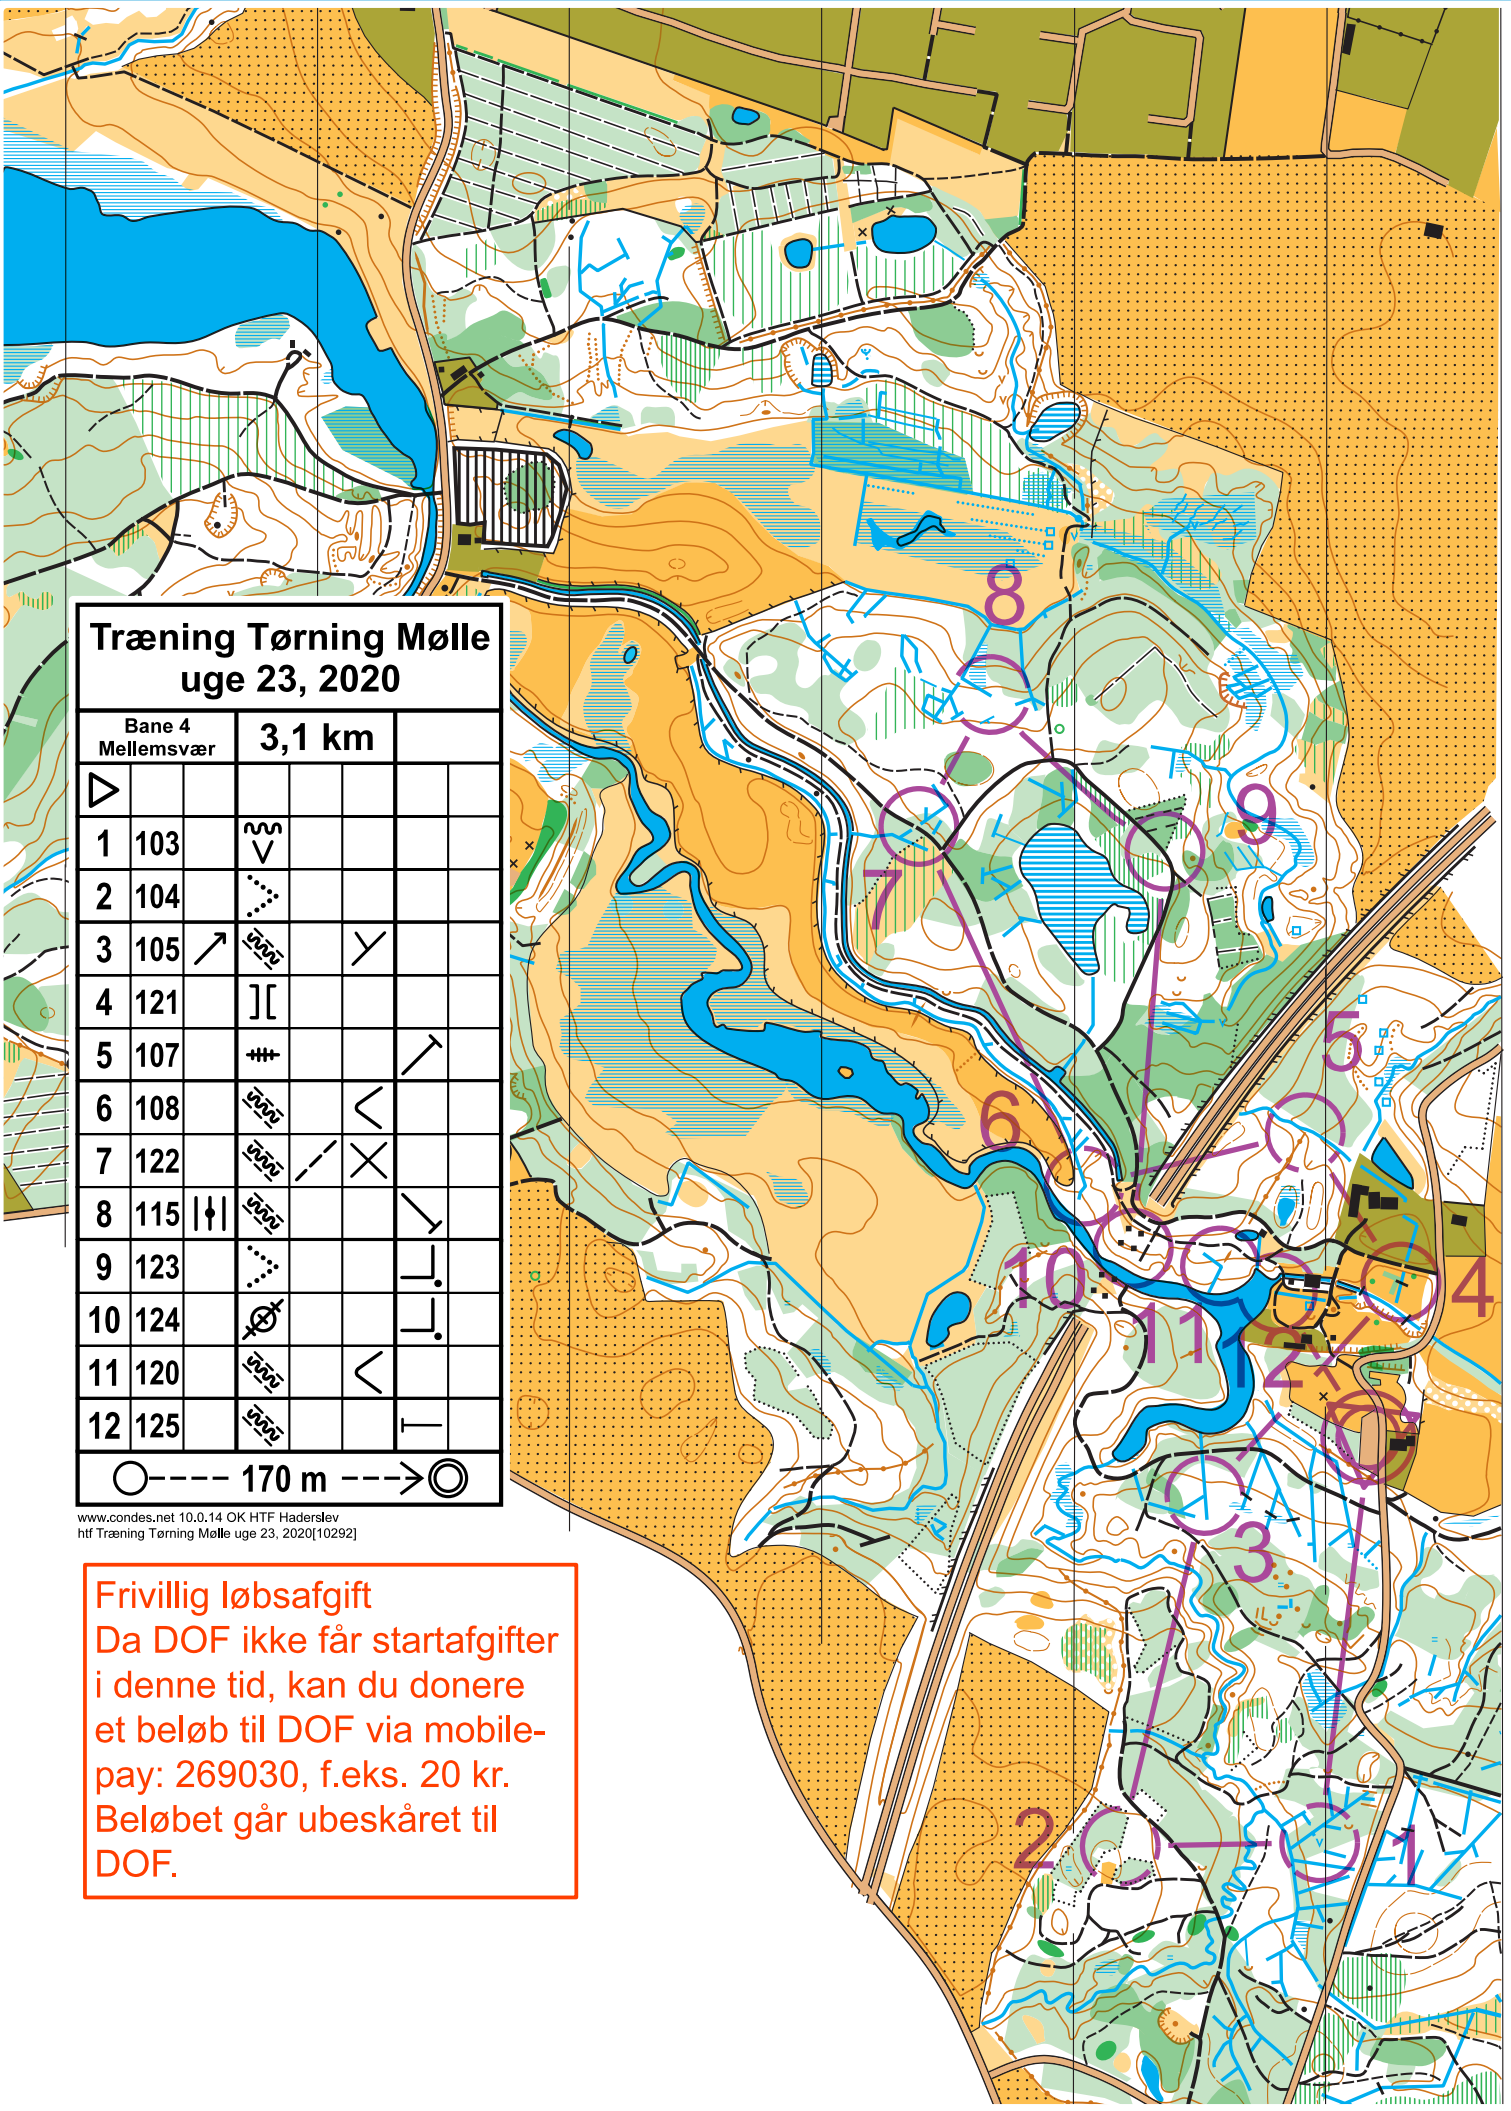 Træning Tørning Mølle
uge 23, 2020
Bane 4
Mellemsvær
3,1 km
1 103
2 104
3 105
4 121
5 107
6 108
7 122
8 115
9 123
10 124
11 120
12 125
170 m
www.condes.net 10.0.14 OK HTF Haderslev
htf Træning Tørning Mølle uge 23, 2020[10292]
Frivillig løbsafgift
Da DOF ikke får startafgifter
i denne tid, kan du donere
et beløb til DOF via mobile-
pay: 269030, f.eks. 20 kr.
Beløbet går ubeskåret til
DOF.
8
9
7
5
6
10
4
11
12
3
2
1